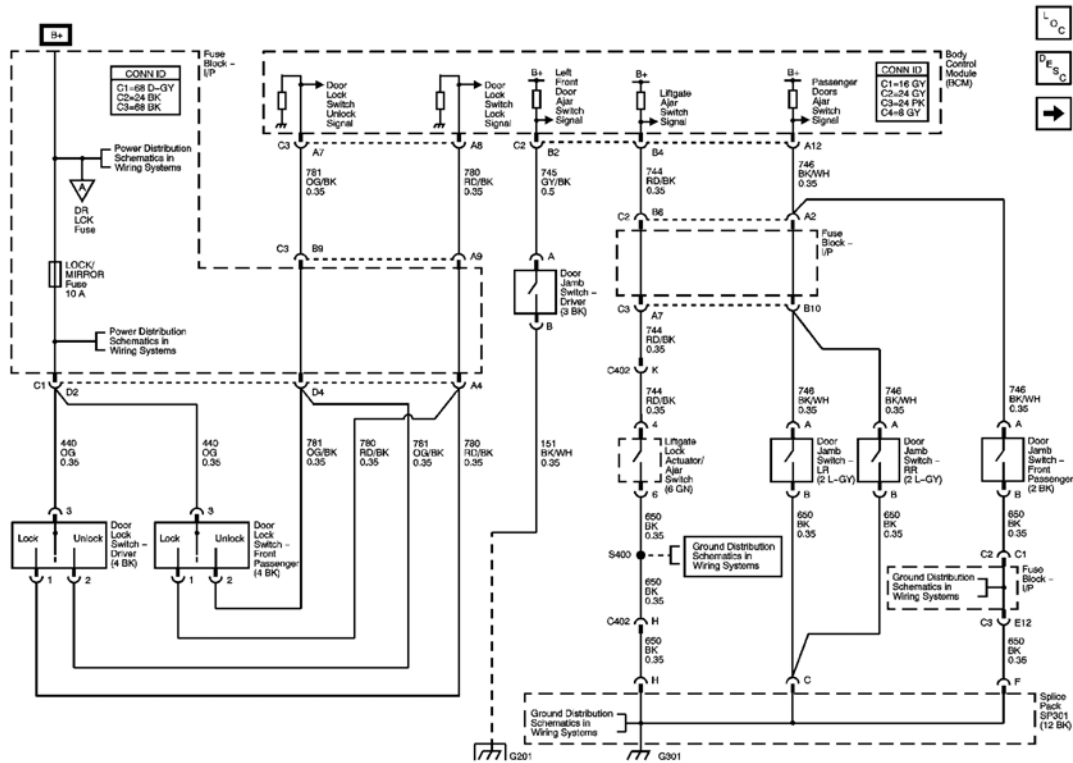 B+
Fuse
Block –
I/P
CONN ID
C1=68 D-GY
C2=24 BK
C3=68 BK
Power Distribution
Schematics in
Wiring Systems
A
DR
LCK
Fuse
LOCK/
MIRROR
Fuse
10 A
Power Distribution
Schematics in
Wiring Systems
Door
Lock
Switch
Unlock
Signal
Door
Lock
Switch
Lock
Signal
B+
Left
Front
Door
Ajar
Switch
Signal
B+
Liftgate
Ajar
Switch
Signal
B+
Passenger
Doors
Ajar
Switch
Signal
CONN ID
C1=16 GY
C2=24 GY
C3=24 PK
C4=8 GY
Body
Control
Module
(BCM)
LOC
DESC
C3 A7
A8
C2 B2
B4
A12
781
OG/BK
0.35
780
RD/BK
0.35
745
GY/BK
0.5
744
RD/BK
0.35
746
BK/WH
0.35
C3 B9
A9
C2 B6
A2
Fuse
Block –
I/P
A
Door
Jamb
Switch –
Driver
(3 BK)
B
C3 A7
B10
744
RD/BK
0.35
C402 K
744
RD/BK
0.35
C1 D2
D4
A4
440
OG
0.35
440
OG
0.35
781
OG/BK
0.35
780
RD/BK
0.35
781
OG/BK
0.35
780
RD/BK
0.35
151
BK/WH
0.35
746
BK/WH
0.35
746
BK/WH
0.35
746
BK/WH
0.35
4
Liftgate
Lock
Actuator/
Ajar
Switch
(6 GN)
6
A
Door
Jamb
Switch –
LR
(2 L-GY)
B
A
Door
Jamb
Switch –
RR
(2 L-GY)
B
A
Door
Jamb
Switch –
Front
Passenger
(2 BK)
B
3
Lock Unlock
Door
Lock
Switch –
Driver
(4 BK)
1 2
3
Lock Unlock
Door
Lock
Switch –
Front
Passenger
(4 BK)
1 2
650
BK
0.35
650
BK
0.35
650
BK
0.35
650
BK
0.35
S400
Ground Distribution
Schematics in
Wiring Systems
650
BK
0.35
C402 H
650
BK
0.35
H
C
C2 C1
Ground Distribution
Schematics in
Wiring Systems
Fuse
Block –
I/P
C3 E12
650
BK
0.35
F
Ground Distribution
Schematics in
Wiring Systems
Splice
Pack
SP301
(12 BK)
G201
G301